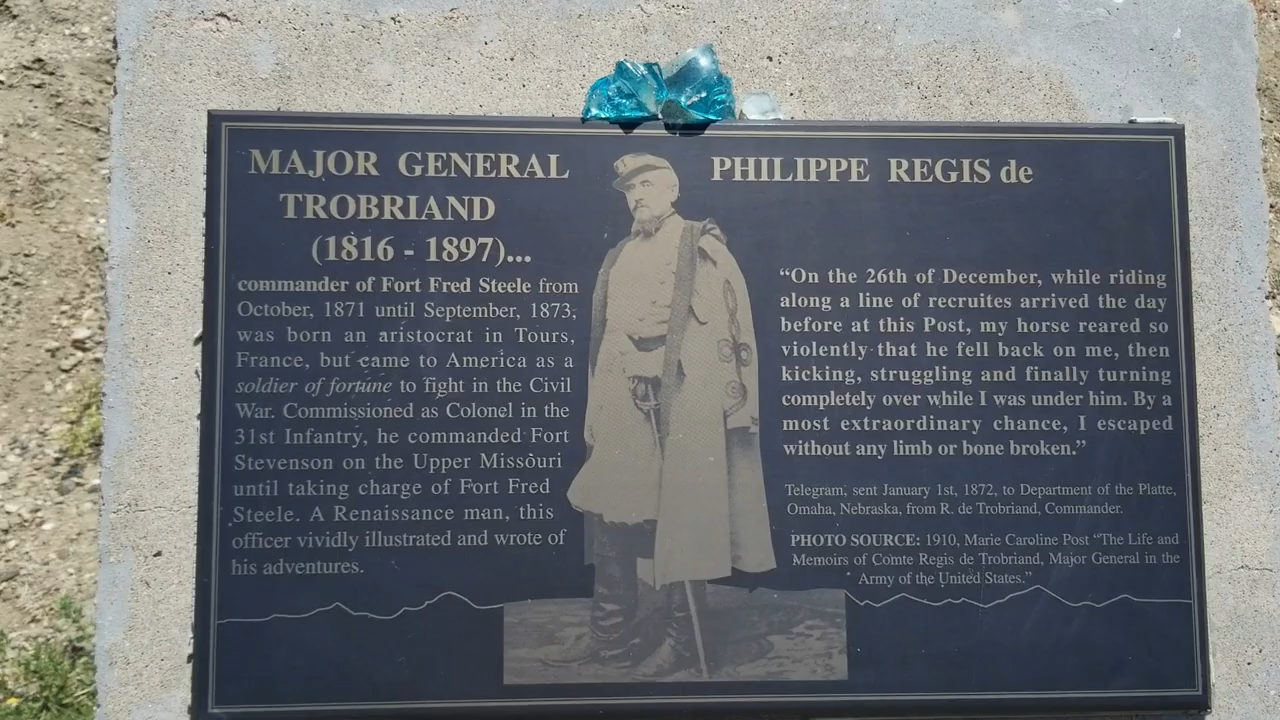 MAJOR GENERAL PHILIPPE REGIS de
TROBRIAND
(1816 - 1897)...
commander of Fort Fred Steele from
October, 1871 until September, 1873,
was born an aristocrat in Tours,
France, but came to America as a
soldier of fortune to fight in the Civil
War. Commissioned as Colonel in the
31st Infantry, he commanded Fort
Stevenson on the Upper Missouri
until taking charge of Fort Fred
Steele. A Renaissance man, this
officer vividly illustrated and wrote of
his adventures.
“On the 26th of December, while riding
along a line of recruites arrived the day
before at this Post, my horse reared so
violently that he fell back on me, then
kicking, struggling and finally turning
completely over while I was under him. By a
most extraordinary chance, I escaped
without any limb or bone broken.”
Telegram, sent January 1st, 1872, to Department of the Platte,
Omaha, Nebraska, from R. de Trobriand, Commander.
PHOTO SOURCE: 1910, Marie Caroline Post “The Life and
Memoirs of Comte Regis de Trobriand, Major General in the
Army of the United States.”